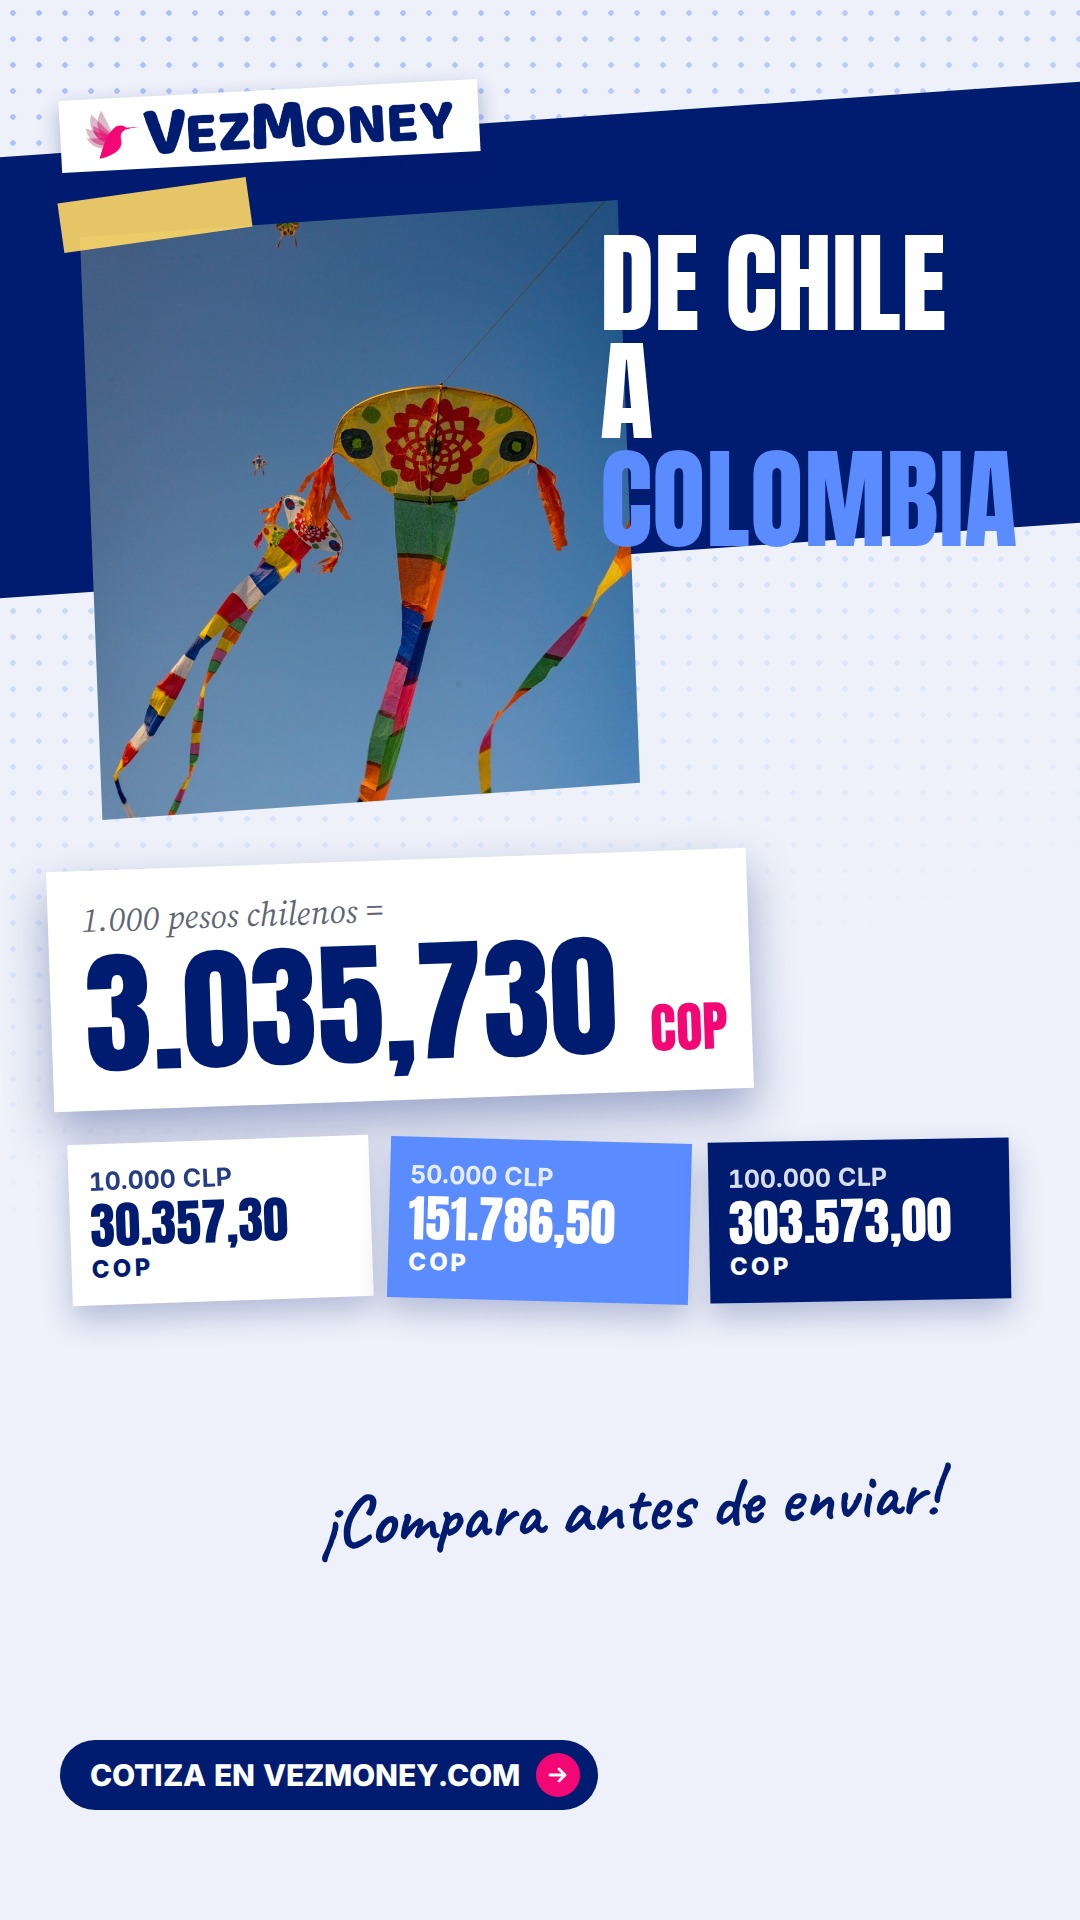 VEZMONEY
DE CHILE
A
COLOMBIA
1.000 pesos chilenos =
3.035,730 COP
10.000 CLP
30.357,30
COP
50.000 CLP
151.786,50
COP
100.000 CLP
303.573,00
COP
¡Compara antes de enviar!
COTIZA EN VEZMONEY.COM →